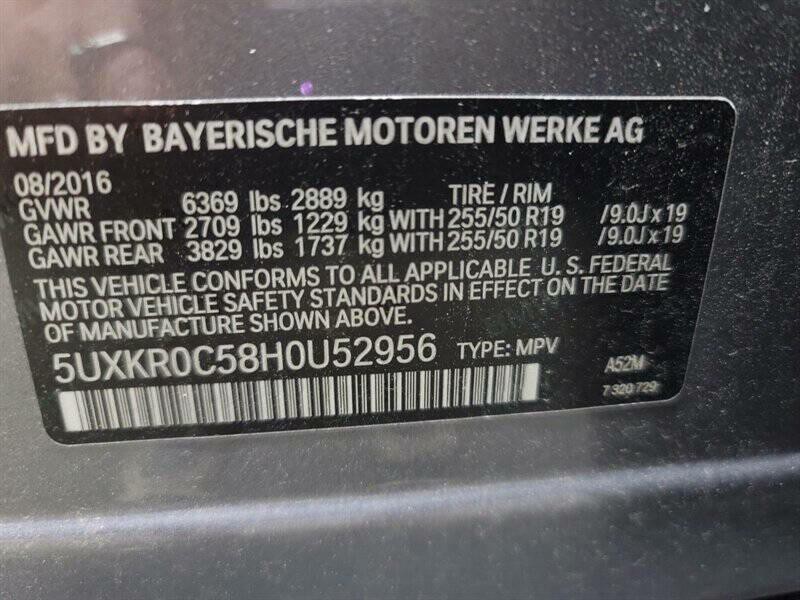 MFD BY BAYERISCHE MOTOREN WERKE AG
08/2016
GVWR 6369 lbs 2889 kg TIRE / RIM
GAWR FRONT 2709 lbs 1229 kg WITH 255/50 R19 /9.0J x 19
GAWR REAR 3829 lbs 1737 kg WITH 255/50 R19 /9.0J x 19
THIS VEHICLE CONFORMS TO ALL APPLICABLE U. S. FEDERAL
MOTOR VEHICLE SAFETY STANDARDS IN EFFECT ON THE DATE
OF MANUFACTURE SHOWN ABOVE.
5UXKR0C58H0U52956 TYPE: MPV A52M
7 320 729